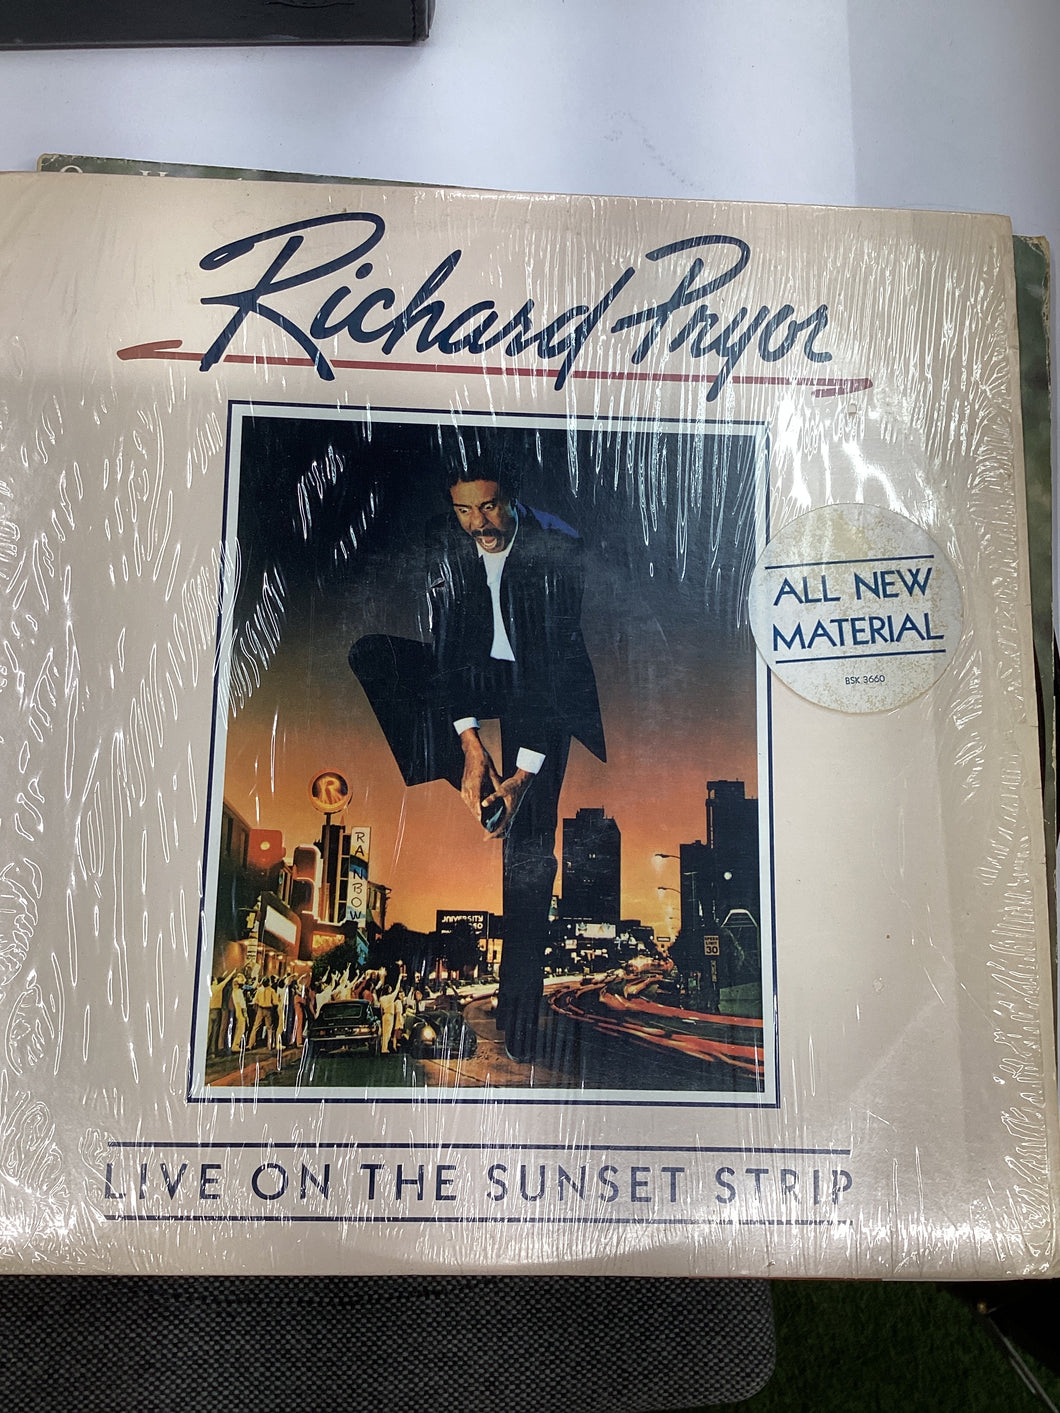 Richard Pryor
ALL NEW
MATERIAL
BSK 3660
R
RAINBOW
UNIVERSITY
30
LIVE ON THE SUNSET STRIP